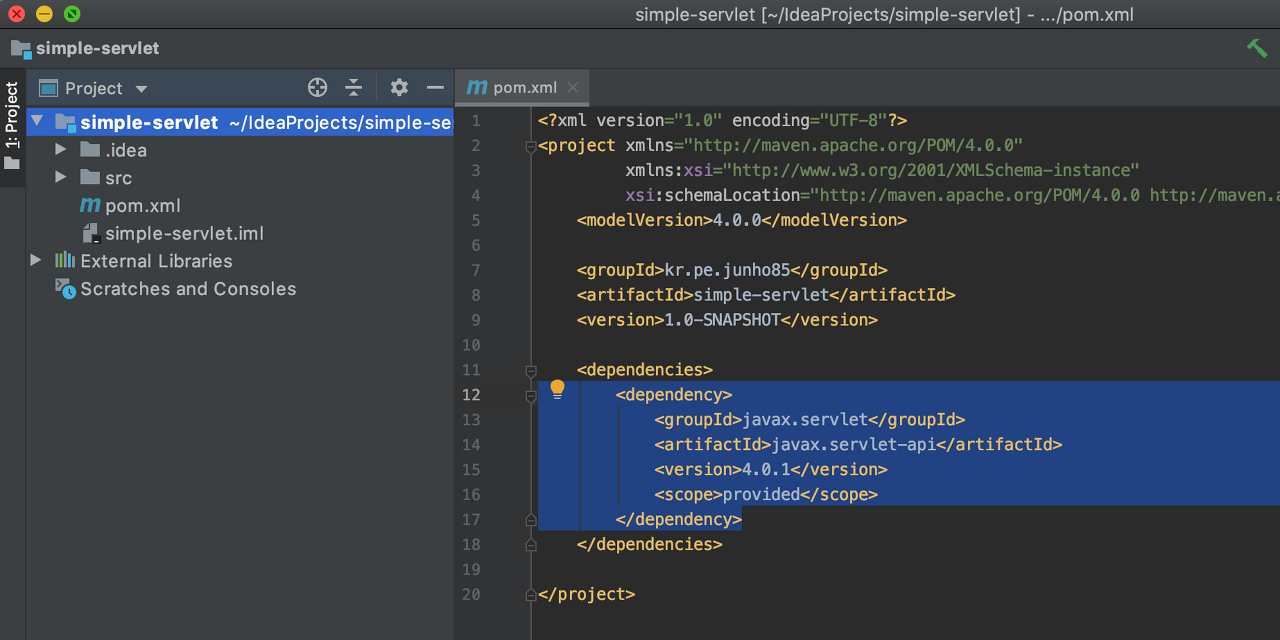 simple-servlet [~/IdeaProjects/simple-servlet] - .../pom.xml
simple-servlet
1: Project
Project
simple-servlet ~/IdeaProjects/simple-se
.idea
src
m pom.xml
simple-servlet.iml
External Libraries
Scratches and Consoles
m pom.xml
1 <?xml version="1.0" encoding="UTF-8"?>
2 <project xmlns="http://maven.apache.org/POM/4.0.0"
3 xmlns:xsi="http://www.w3.org/2001/XMLSchema-instance"
4 xsi:schemaLocation="http://maven.apache.org/POM/4.0.0 http://maven.a
5 <modelVersion>4.0.0</modelVersion>
6
7 <groupId>kr.pe.junho85</groupId>
8 <artifactId>simple-servlet</artifactId>
9 <version>1.0-SNAPSHOT</version>
10
11 <dependencies>
12 <dependency>
13 <groupId>javax.servlet</groupId>
14 <artifactId>javax.servlet-api</artifactId>
15 <version>4.0.1</version>
16 <scope>provided</scope>
17 </dependency>
18 </dependencies>
19
20 </project>